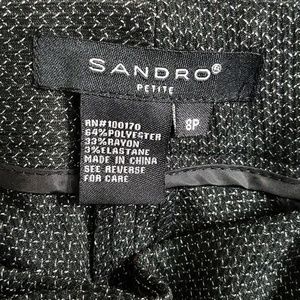 SANDRO®
PETITE
8P
RN#100170
64%POLYESTER
33%RAYON
3%ELASTANE
MADE IN CHINA
SEE REVERSE
FOR CARE